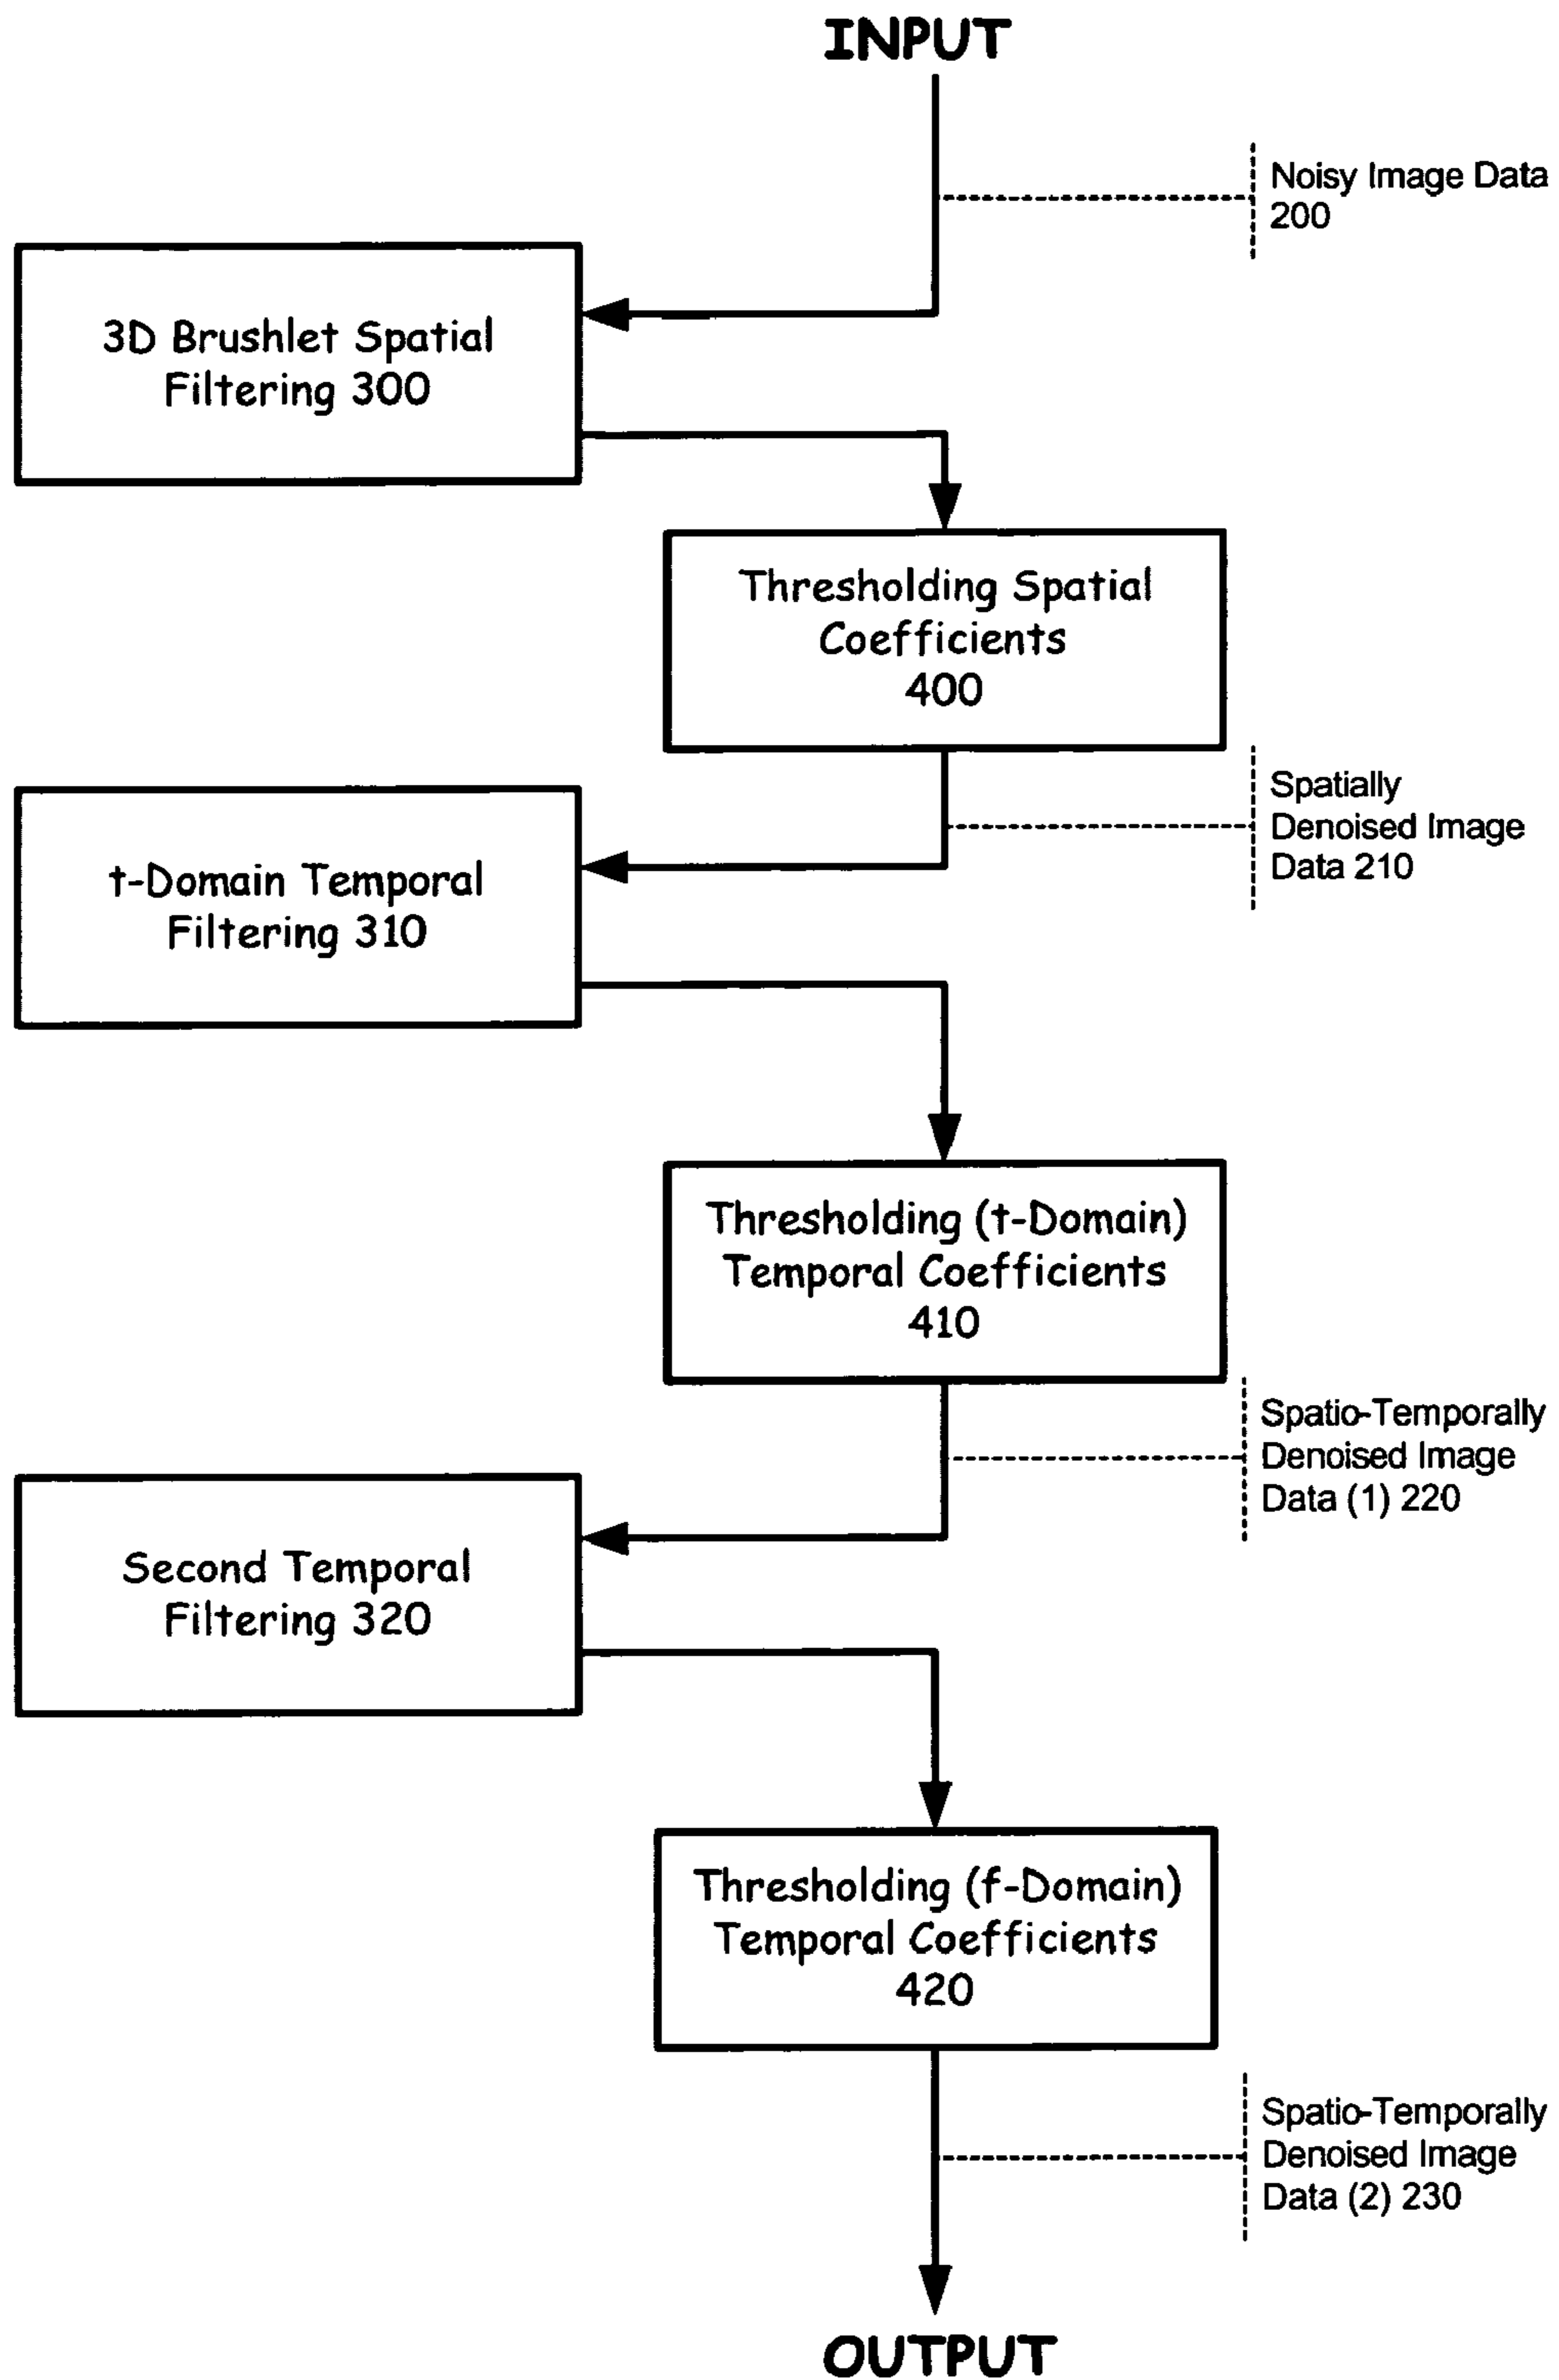 INPUT
Noisy Image Data
200
3D Brushlet Spatial
Filtering 300
Thresholding Spatial
Coefficients
400
Spatially
Denoised Image
Data 210
t-Domain Temporal
Filtering 310
Thresholding (t-Domain)
Temporal Coefficients
410
Spatio-Temporally
Denoised Image
Data (1) 220
Second Temporal
Filtering 320
Thresholding (f-Domain)
Temporal Coefficients
420
Spatio-Temporally
Denoised Image
Data (2) 230
OUTPUT